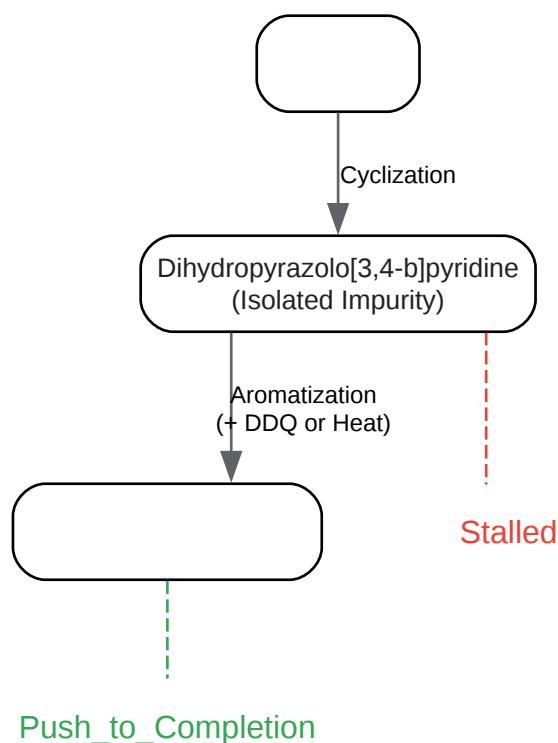 Cyclization
Dihydropyrazolo[3,4-b]pyridine
(Isolated Impurity)
Aromatization
(+ DDQ or Heat)
Stalled
Push_to_Completion